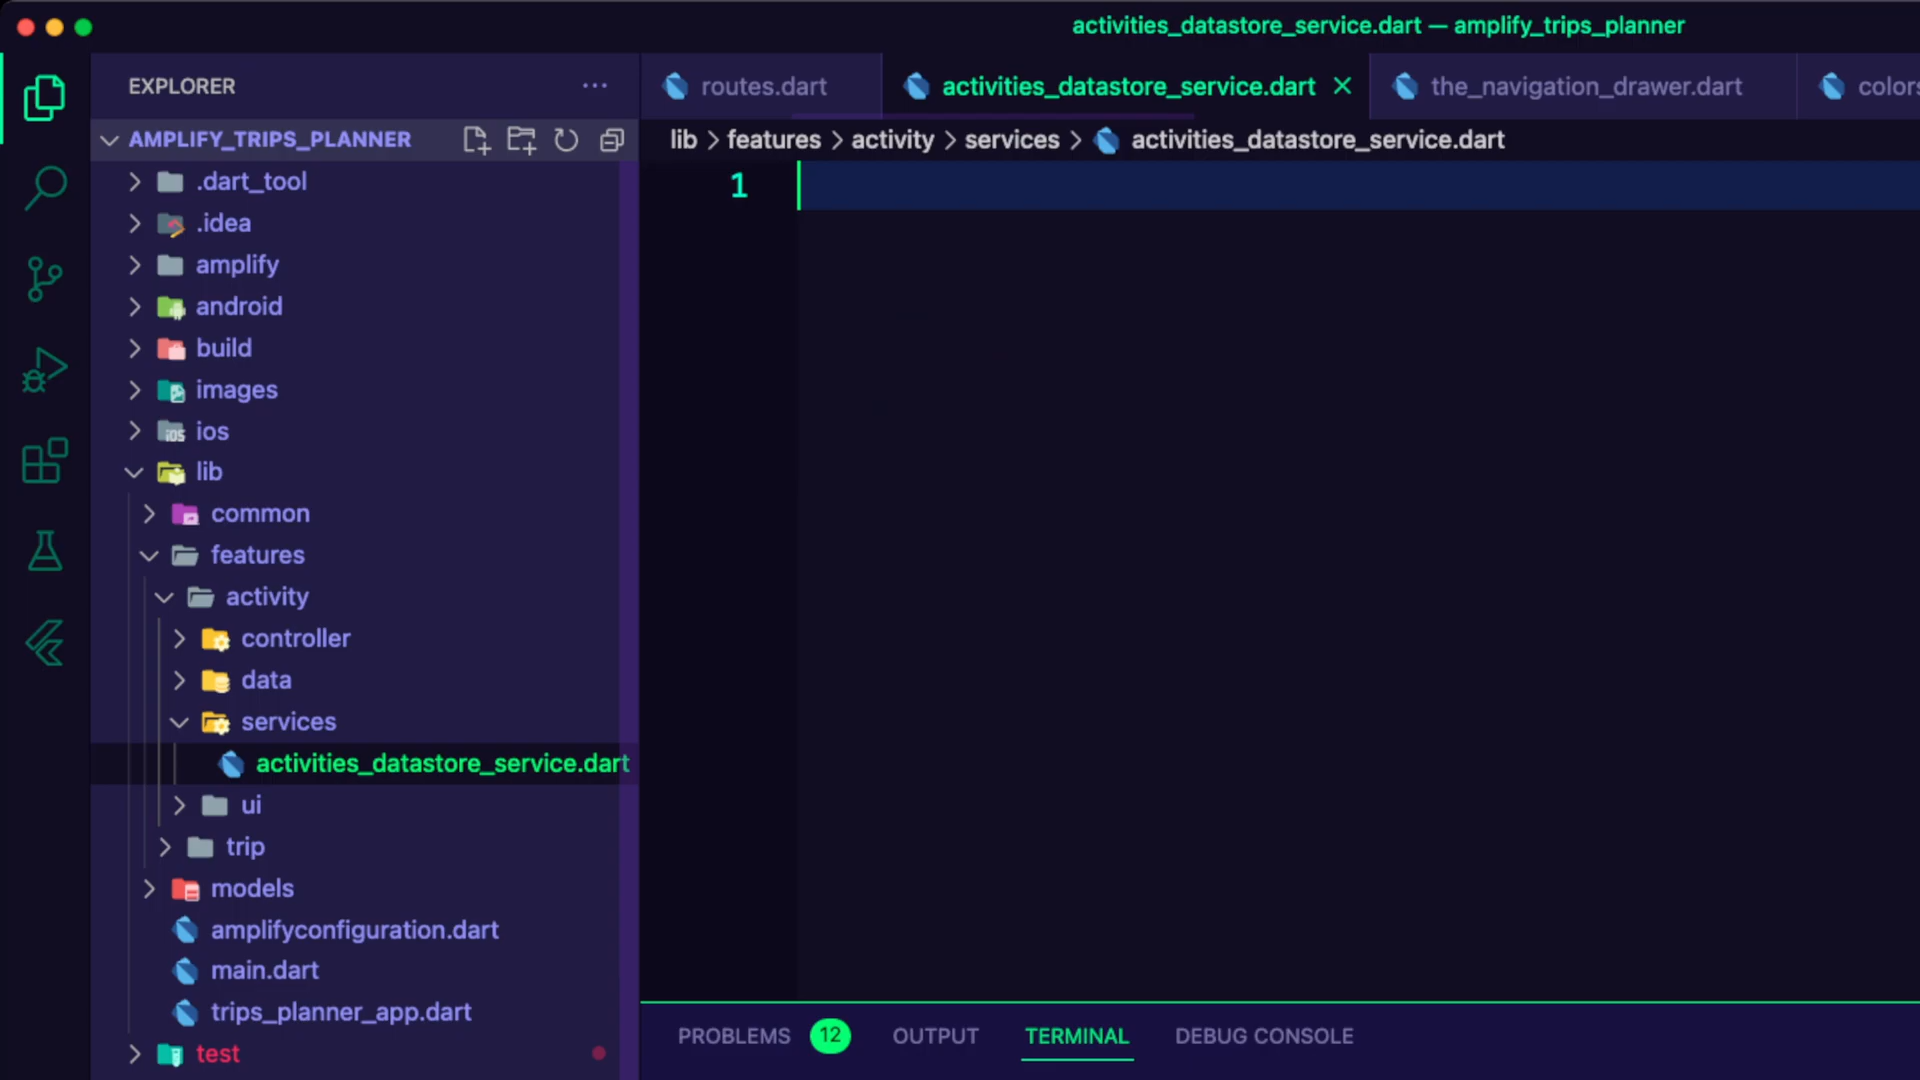 activities_datastore_service.dart — amplify_trips_planner
EXPLORER
routes.dart
activities_datastore_service.dart
the_navigation_drawer.dart
colors
AMPLIFY_TRIPS_PLANNER
lib > features > activity > services > activities_datastore_service.dart
1
.dart_tool
.idea
amplify
android
build
images
ios
lib
common
features
activity
controller
data
services
activities_datastore_service.dart
ui
trip
models
amplifyconfiguration.dart
main.dart
trips_planner_app.dart
test
PROBLEMS 12 OUTPUT TERMINAL DEBUG CONSOLE